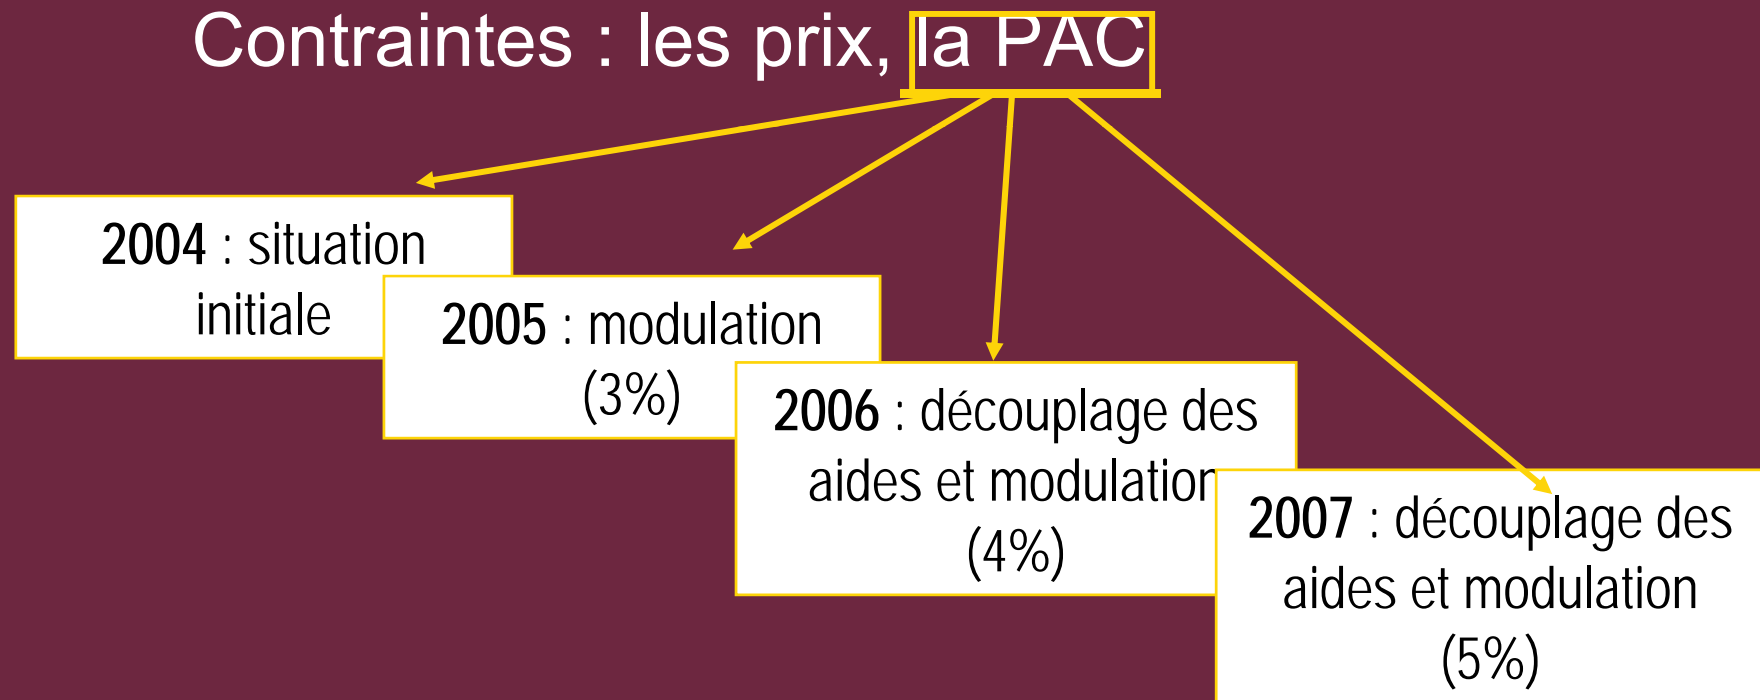 Contraintes : les prix, la PAC
2004 : situation
initiale
2005 : modulation
(3%)
2006 : découplage des
aides et modulation
(4%)
2007 : découplage des
aides et modulation
(5%)